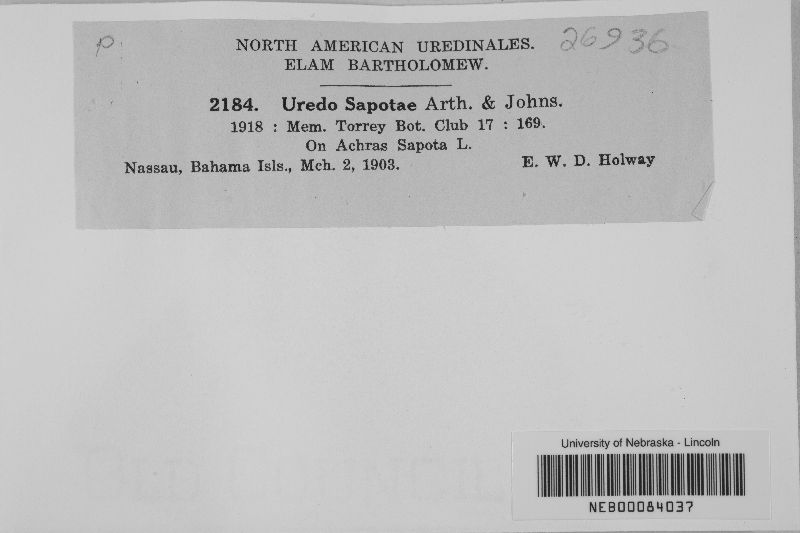 p.
26936
NORTH AMERICAN UREDINALES.
ELAM BARTHOLOMEW.
2184. Uredo Sapotae Arth. & Johns.
1918 : Mem. Torrey Bot. Club 17 : 169.
On Achras Sapota L.
Nassau, Bahama Isls., Mch. 2, 1903. E. W. D. Holway
University of Nebraska - Lincoln
NEB00084037